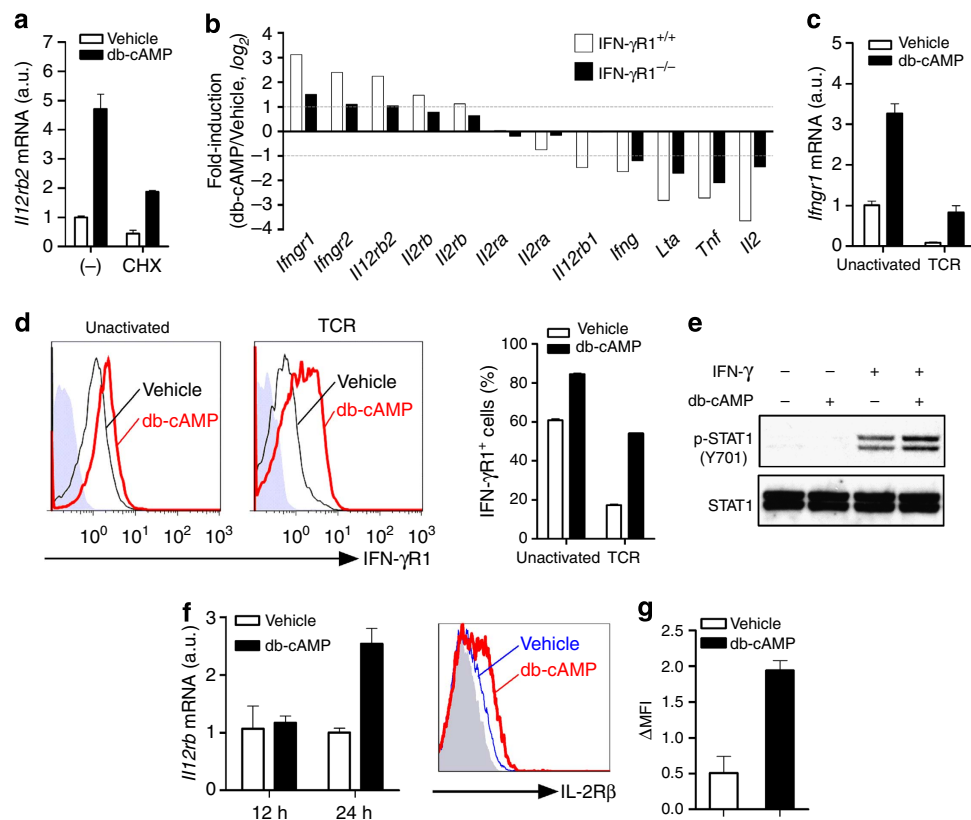 a
Il12rb2 mRNA (a.u.)
Vehicle
db-cAMP
7
6
5
4
3
2
1
0
(–)
CHX
b
Fold-induction
(db-cAMP/Vehicle, log2)
IFN-γR1+/+
IFN-γR1−/−
4
3
2
1
0
−1
−2
−3
−4
Ifngr1
Ifngr2
Il12rb2
Il2rb
Il2rb
Il2ra
Il2ra
Il12rb1
Ifng
Lta
Tnf
Il2
c
Ifngr1 mRNA (a.u.)
Vehicle
db-cAMP
5
4
3
2
1
0
Unactivated
TCR
d
Unactivated
TCR
Vehicle
db-cAMP
Vehicle
db-cAMP
10⁰ 10¹ 10² 10³
10⁰ 10¹ 10² 10³
IFN-γR1
IFN-γR1⁺ cells (%)
Vehicle
db-cAMP
100
80
60
40
20
0
Unactivated
TCR
e
IFN-γ – – + +
db-cAMP – + – +
p-STAT1
(Y701)
STAT1
f
Il12rb mRNA (a.u.)
Vehicle
db-cAMP
3
2
1
0
12 h
24 h
Vehicle
db-cAMP
IL-2Rβ
g
ΔMFI
Vehicle
db-cAMP
2.5
2.0
1.5
1.0
0.5
0.0